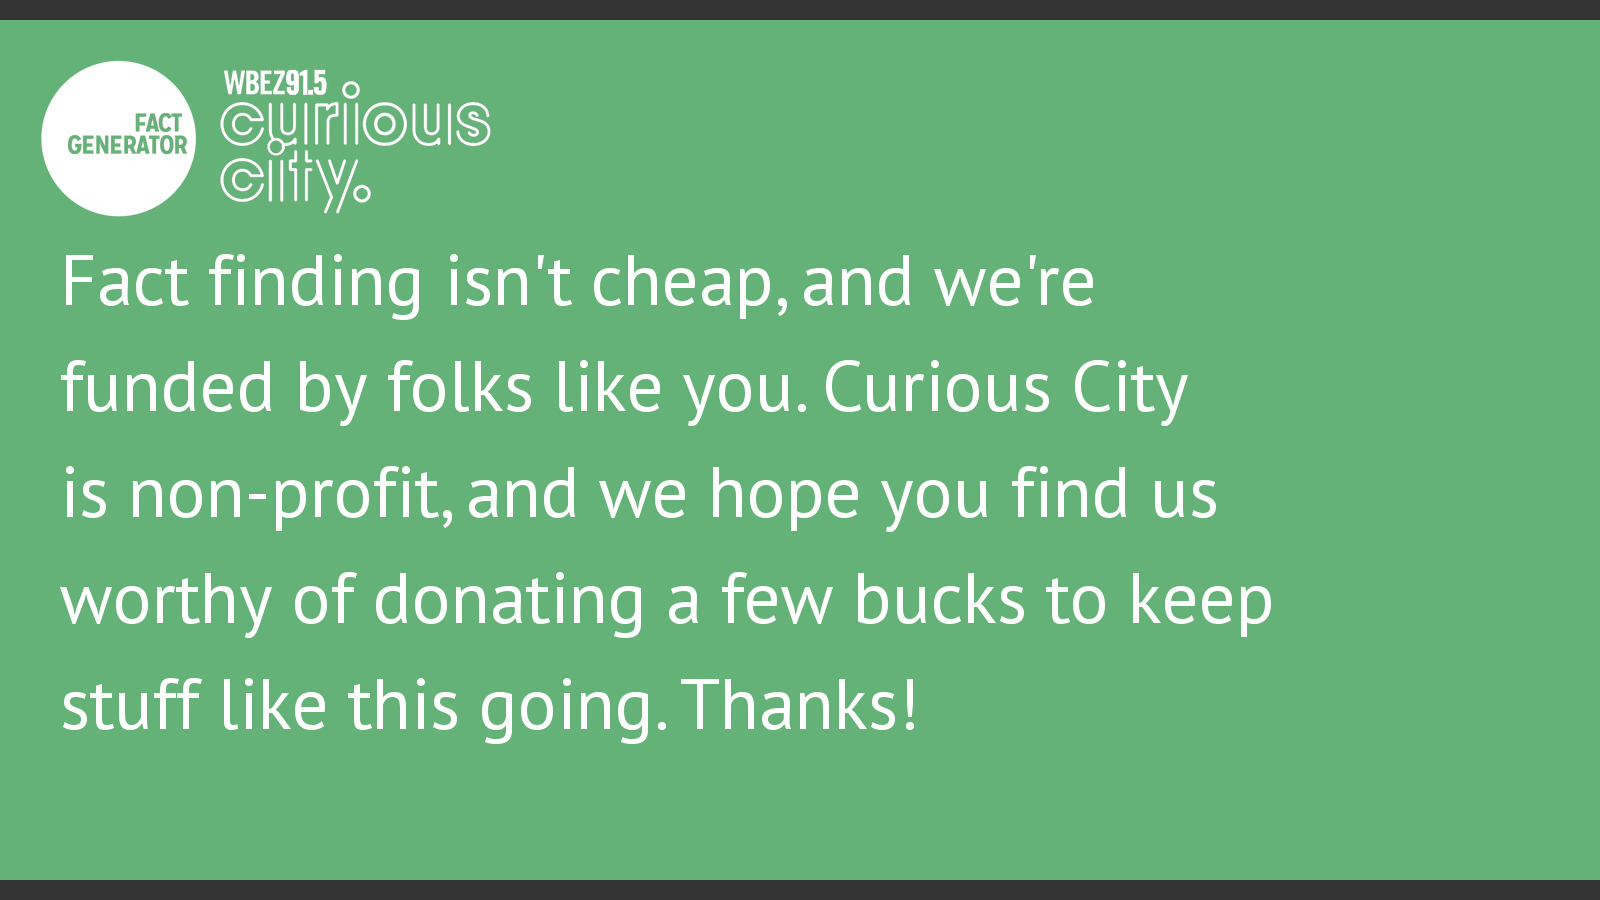 FACT
GENERATOR
WBEZ91.5
curious
city.
Fact finding isn't cheap, and we're
funded by folks like you. Curious City
is non-profit, and we hope you find us
worthy of donating a few bucks to keep
stuff like this going. Thanks!